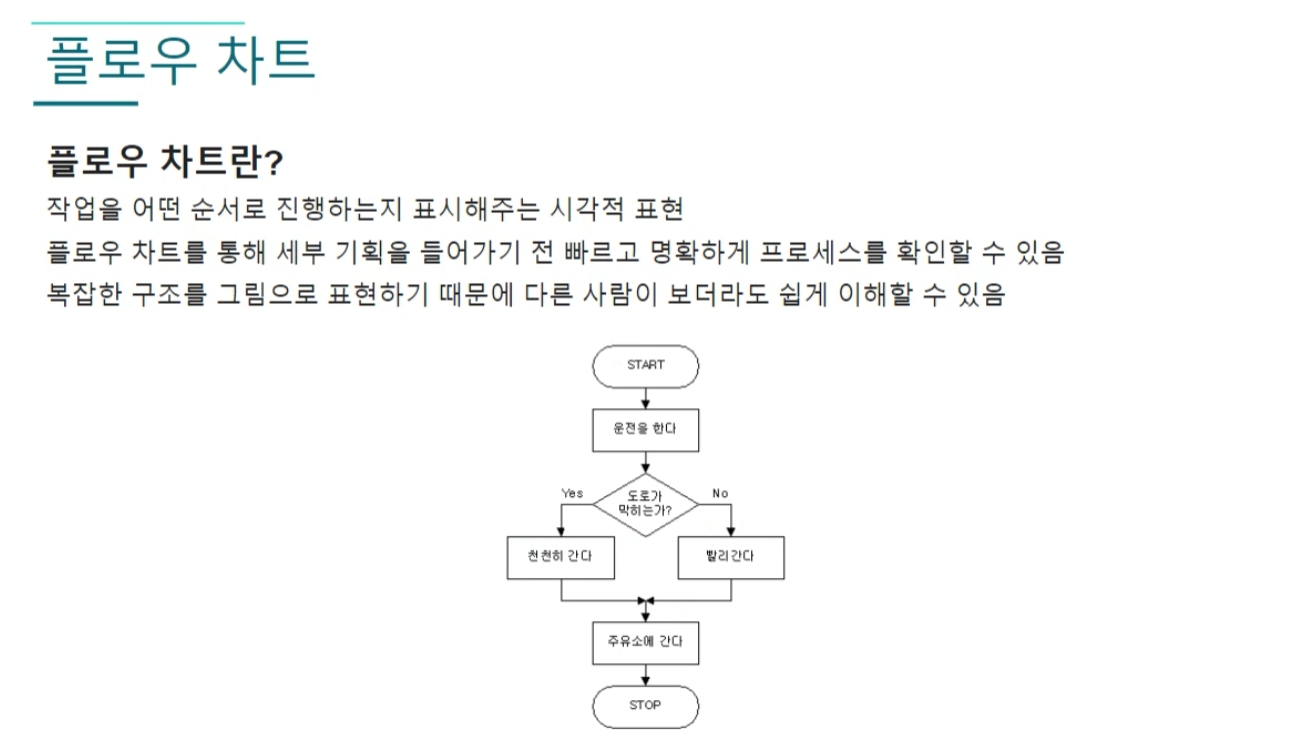 플로우 차트
플로우 차트란?
작업을 어떤 순서로 진행하는지 표시해주는 시각적 표현
플로우 차트를 통해 세부 기획을 들어가기 전 빠르고 명확하게 프로세스를 확인할 수 있음
복잡한 구조를 그림으로 표현하기 때문에 다른 사람이 보더라도 쉽게 이해할 수 있음
START
운전을 한다
Yes
도로가
막히는가?
No
천천히 간다
빨리간다
주유소에 간다
STOP